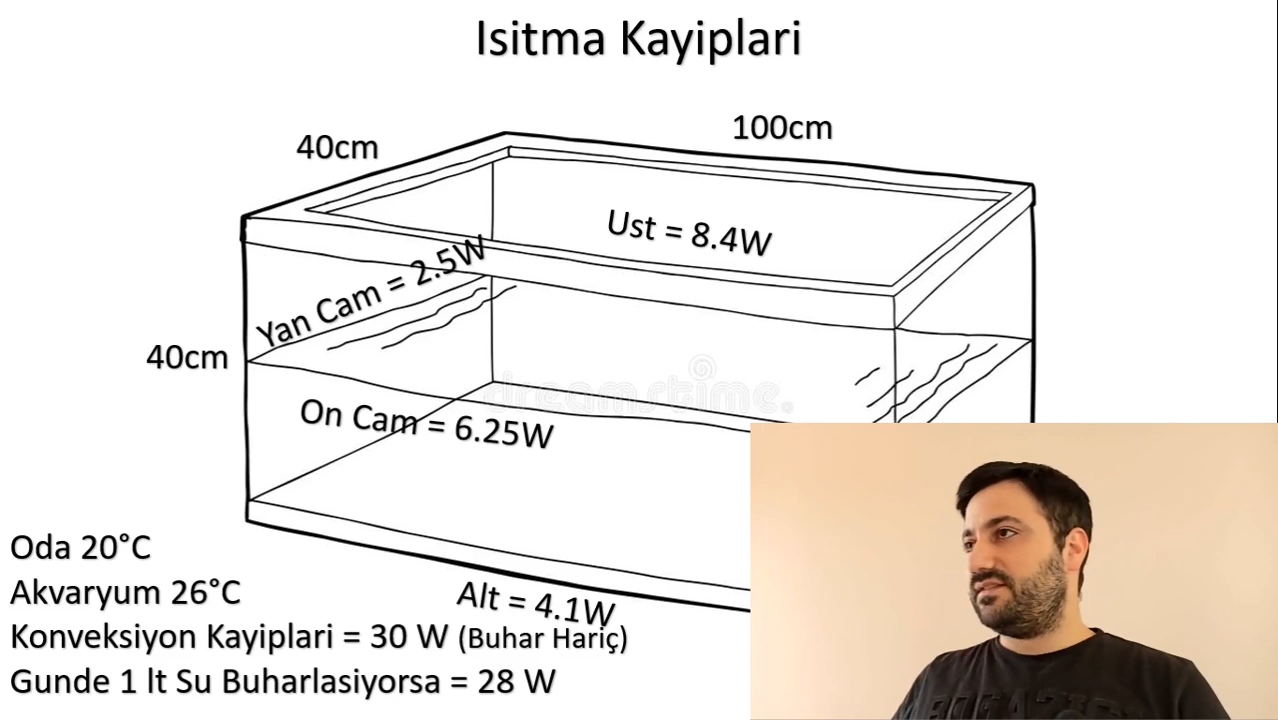 Isitma Kayiplari
100cm
40cm
Ust = 8.4W
Yan Cam = 2.5W
40cm
dreamstime.
On Cam = 6.25W
Oda 20°C
Akvaryum 26°C
Alt = 4.1W
Konveksiyon Kayiplari = 30 W (Buhar Hariç)
Gunde 1 lt Su Buharlasiyorsa = 28 W